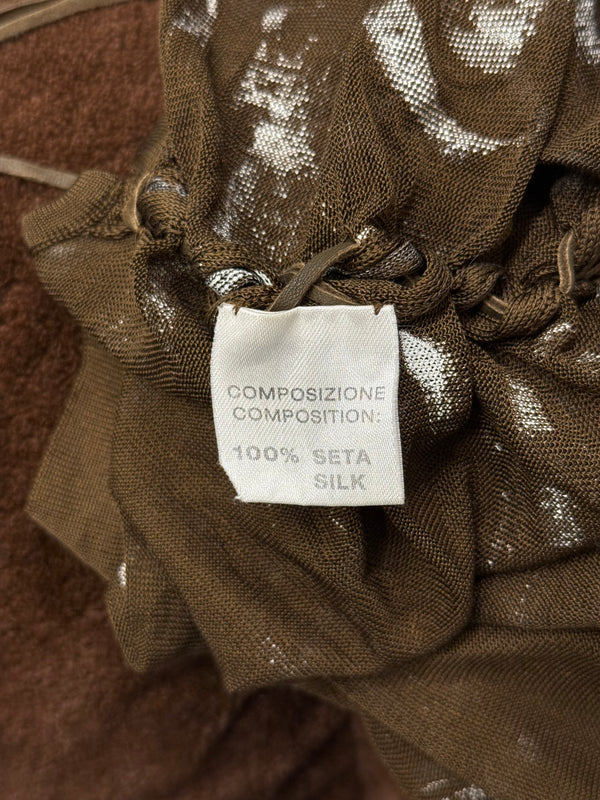 COMPOSIZIONE
COMPOSITION:
100% SETA
SILK